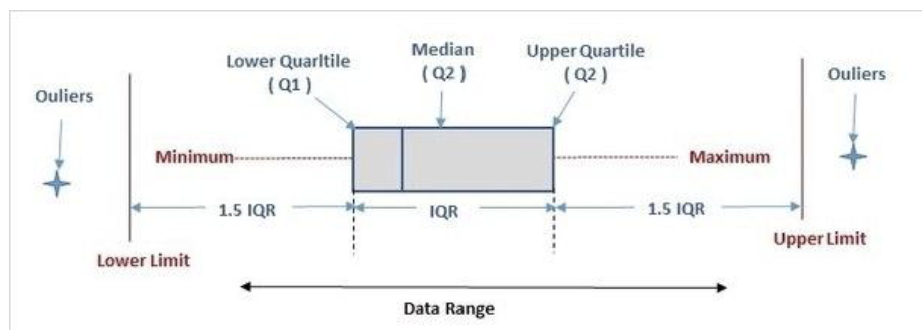 Lower Quarltile
( Q1 )
Median
( Q2 )
Upper Quartile
( Q2 )
Ouliers
Ouliers
Minimum
Maximum
1.5 IQR
IQR
1.5 IQR
Lower Limit
Upper Limit
Data Range